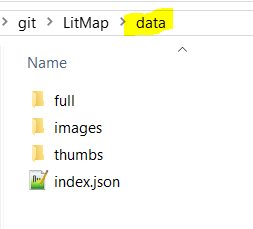 git > LitMap > data
Name
full
images
thumbs
index.json